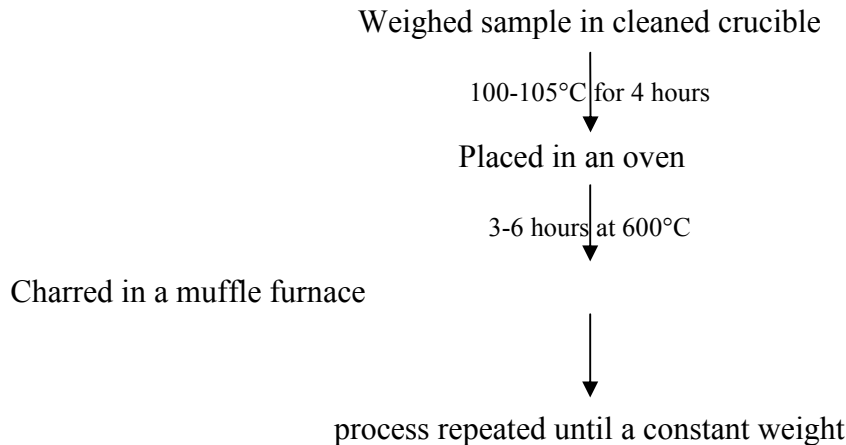 Weighed sample in cleaned crucible
100-105°C for 4 hours
Placed in an oven
3-6 hours at 600°C
Charred in a muffle furnace
process repeated until a constant weight